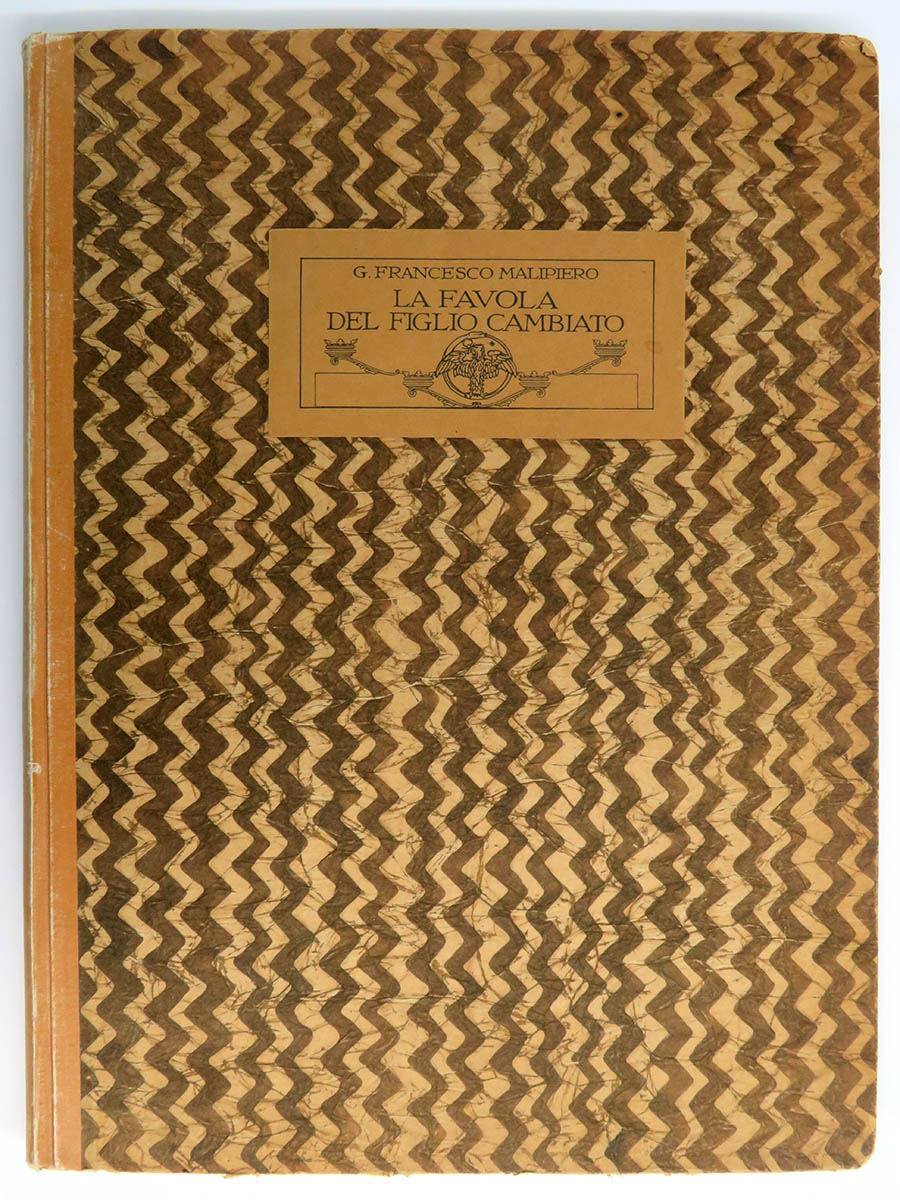 G. FRANCESCO MALIPIERO
LA FAVOLA
DEL FIGLIO CAMBIATO